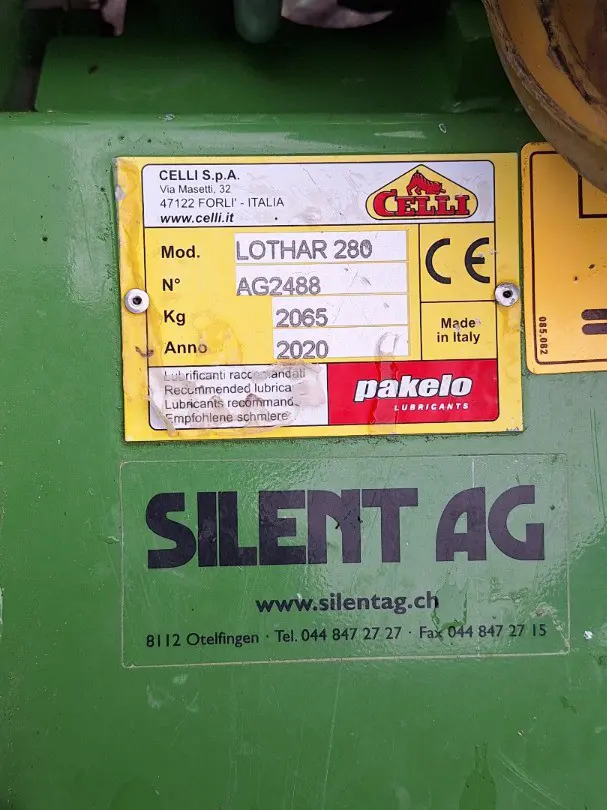 CELLI S.p.A.
Via Masetti, 32
47122 FORLI' - ITALIA
www.celli.it
CELLI
Mod. LOTHAR 280
N° AG2488
Kg 2065
Anno 2020
CE
Made
in Italy
Lubrificanti raccomandati
Recommended lubrica
Lubricants recommand
Empfohlene schmiere
pakelo
LUBRICANTS
085.082
SILENT AG
www.silentag.ch
8112 Otelfingen · Tel. 044 847 27 27 · Fax 044 847 27 15